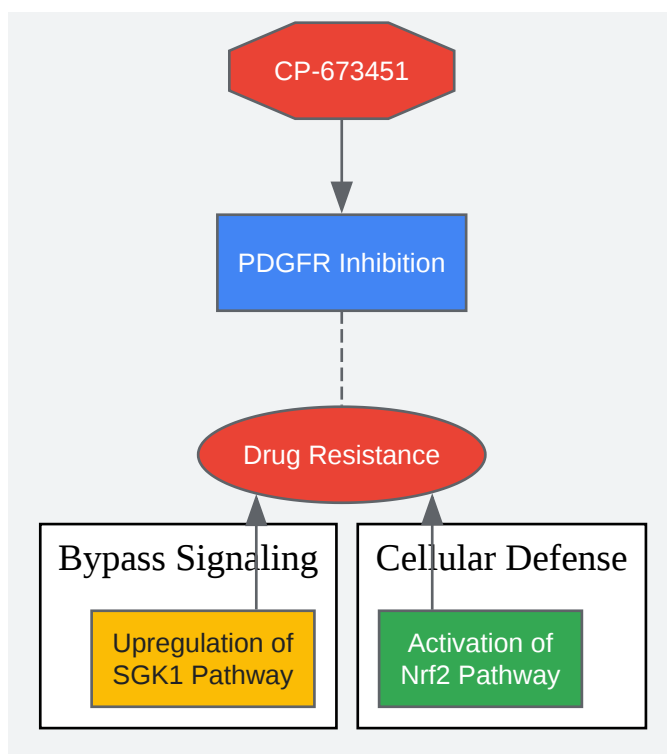 CP-673451
PDGFR Inhibition
Drug Resistance
Bypass Signaling
Upregulation of
SGK1 Pathway
Cellular Defense
Activation of
Nrf2 Pathway